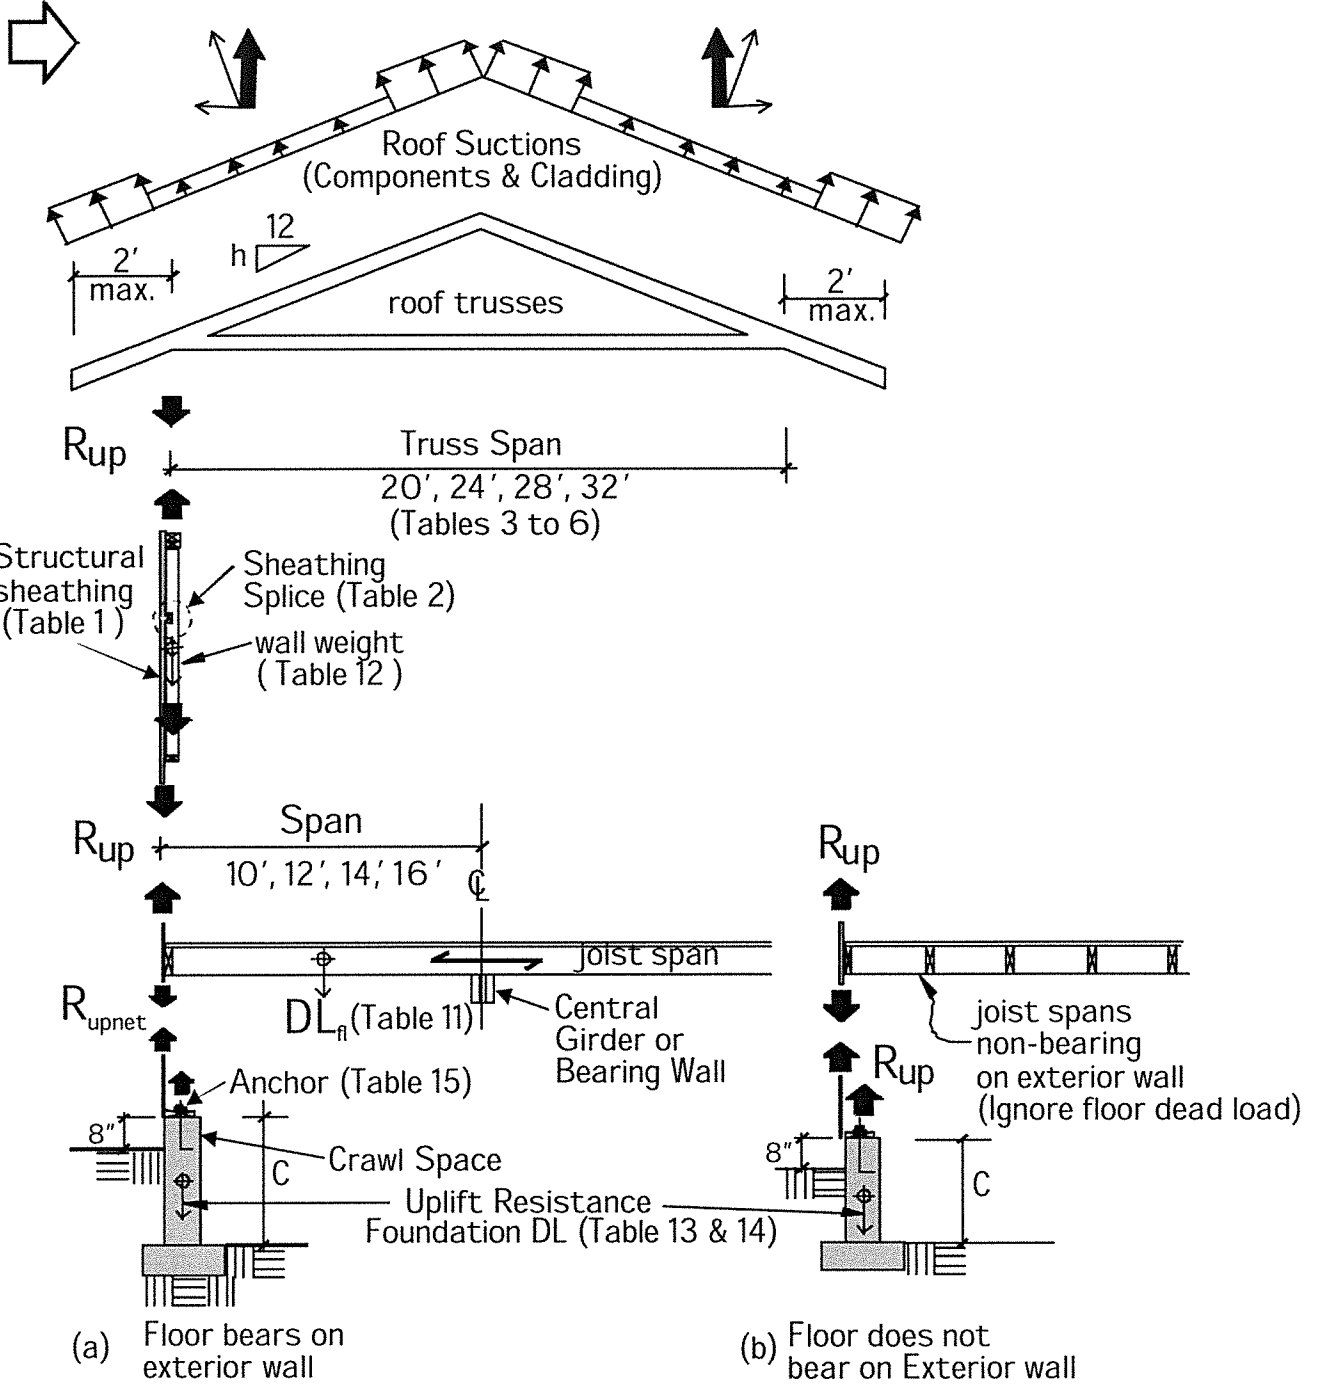 Roof Suctions
(Components & Cladding)
12
h
2'
max.
2'
max.
roof trusses
Rup
Truss Span
20', 24', 28', 32'
(Tables 3 to 6)
Structural
sheathing
(Table 1)
Sheathing
Splice (Table 2)
wall weight
( Table 12 )
Rup
Span
10', 12', 14', 16'
℄
Rup
joist span
Rupnet
DLfl (Table 11)
Central
Girder or
Bearing Wall
joist spans
non-bearing
on exterior wall
(Ignore floor dead load)
Rup
Anchor (Table 15)
8"
Crawl Space
C
8"
C
Uplift Resistance
Foundation DL (Table 13 & 14)
(a) Floor bears on
exterior wall
(b) Floor does not
bear on Exterior wall